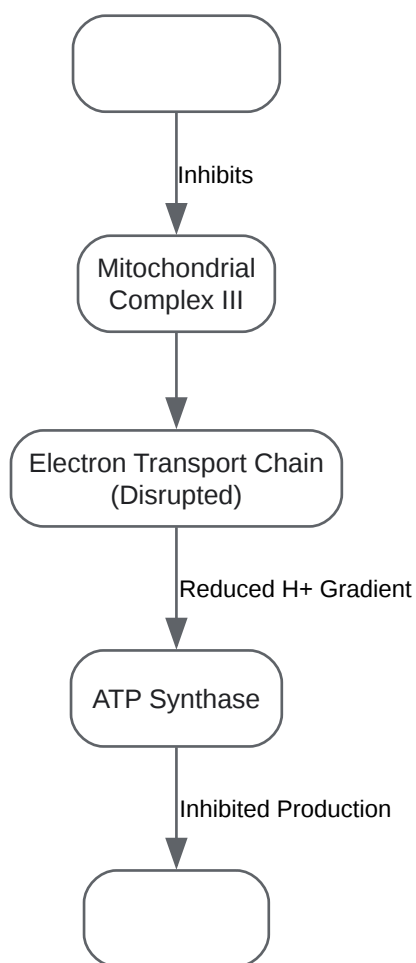 Inhibits
Mitochondrial
Complex III
Electron Transport Chain
(Disrupted)
Reduced H+ Gradient
ATP Synthase
Inhibited Production